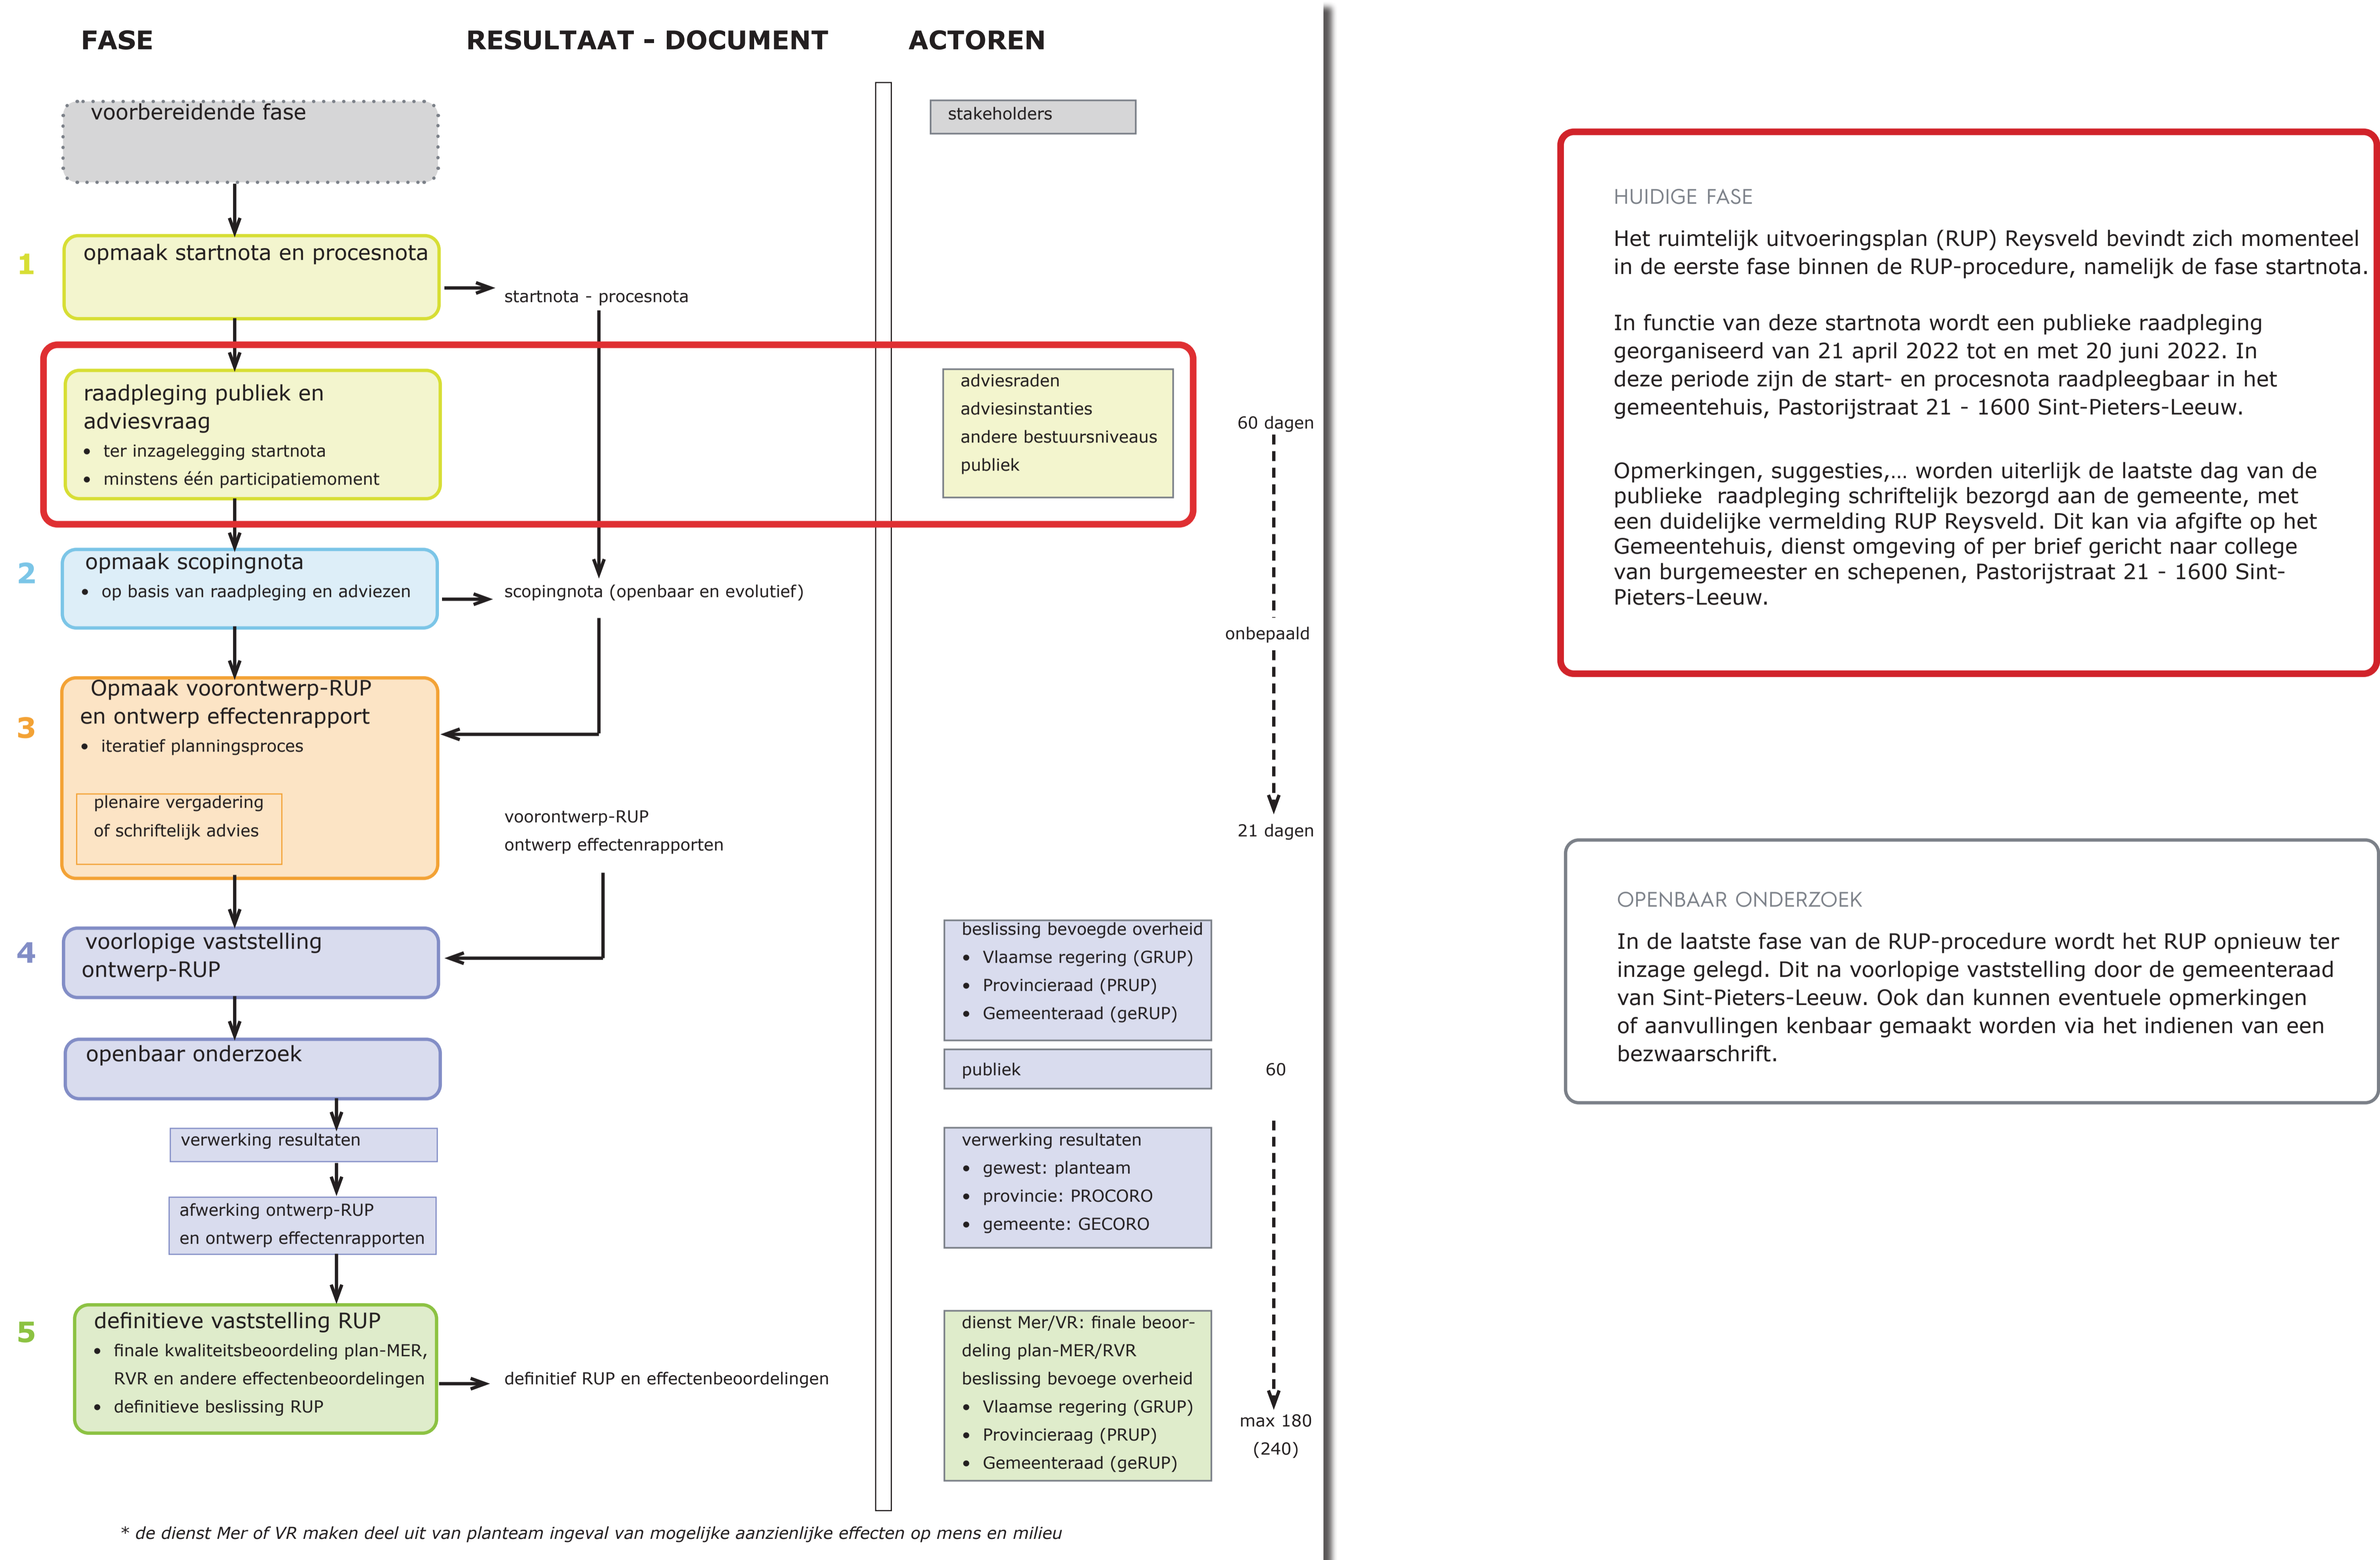 FASE
RESULTAAT - DOCUMENT
ACTOREN
voorbereidende fase
stakeholders
1
opmaak startnota en procesnota
startnota - procesnota
raadpleging publiek en
adviesvraag
• ter inzagelegging startnota
• minstens één participatiemoment
adviesraden
adviesinstanties
andere bestuursniveaus
publiek
60 dagen
2
opmaak scopingnota
• op basis van raadpleging en adviezen
scopingnota (openbaar en evolutief)
onbepaald
3
Opmaak voorontwerp-RUP
en ontwerp effectenrapport
• iteratief planningsproces
plenaire vergadering
of schriftelijk advies
voorontwerp-RUP
ontwerp effectenrapporten
21 dagen
4
voorlopige vaststelling
ontwerp-RUP
beslissing bevoegde overheid
• Vlaamse regering (GRUP)
• Provincieraad (PRUP)
• Gemeenteraad (geRUP)
openbaar onderzoek
publiek
60
verwerking resultaten
verwerking resultaten
• gewest: planteam
• provincie: PROCORO
• gemeente: GECORO
afwerking ontwerp-RUP
en ontwerp effectenrapporten
5
definitieve vaststelling RUP
• finale kwaliteitsbeoordeling plan-MER,
RVR en andere effectenbeoordelingen
• definitieve beslissing RUP
definitief RUP en effectenbeoordelingen
dienst Mer/VR: finale beoor-
deling plan-MER/RVR
beslissing bevoege overheid
• Vlaamse regering (GRUP)
• Provincieraag (PRUP)
• Gemeenteraad (geRUP)
max 180
(240)
* de dienst Mer of VR maken deel uit van planteam ingeval van mogelijke aanzienlijke effecten op mens en milieu
HUIDIGE FASE
Het ruimtelijk uitvoeringsplan (RUP) Reysveld bevindt zich momenteel
in de eerste fase binnen de RUP-procedure, namelijk de fase startnota.
In functie van deze startnota wordt een publieke raadpleging
georganiseerd van 21 april 2022 tot en met 20 juni 2022. In
deze periode zijn de start- en procesnota raadpleegbaar in het
gemeentehuis, Pastorijstraat 21 - 1600 Sint-Pieters-Leeuw.
Opmerkingen, suggesties,... worden uiterlijk de laatste dag van de
publieke raadpleging schriftelijk bezorgd aan de gemeente, met
een duidelijke vermelding RUP Reysveld. Dit kan via afgifte op het
Gemeentehuis, dienst omgeving of per brief gericht naar college
van burgemeester en schepenen, Pastorijstraat 21 - 1600 Sint-
Pieters-Leeuw.
OPENBAAR ONDERZOEK
In de laatste fase van de RUP-procedure wordt het RUP opnieuw ter
inzage gelegd. Dit na voorlopige vaststelling door de gemeenteraad
van Sint-Pieters-Leeuw. Ook dan kunnen eventuele opmerkingen
of aanvullingen kenbaar gemaakt worden via het indienen van een
bezwaarschrift.